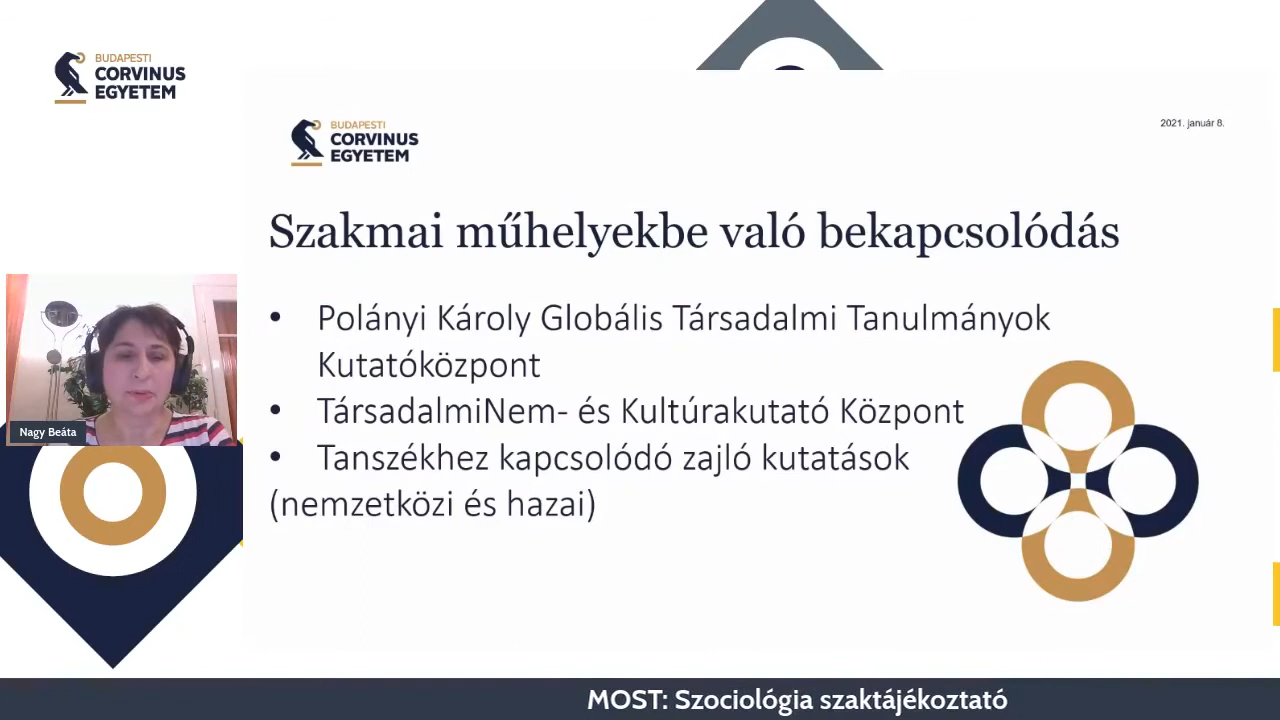 BUDAPESTI
CORVINUS
EGYETEM
BUDAPESTI
CORVINUS
EGYETEM
2021. január 8.
Szakmai műhelyekbe való bekapcsolódás
• Polányi Károly Globális Társadalmi Tanulmányok
Kutatóközpont
• TársadalmiNem- és Kultúrakutató Központ
• Tanszékhez kapcsolódó zajló kutatások
(nemzetközi és hazai)
Nagy Beáta
MOST: Szociológia szaktájékoztató